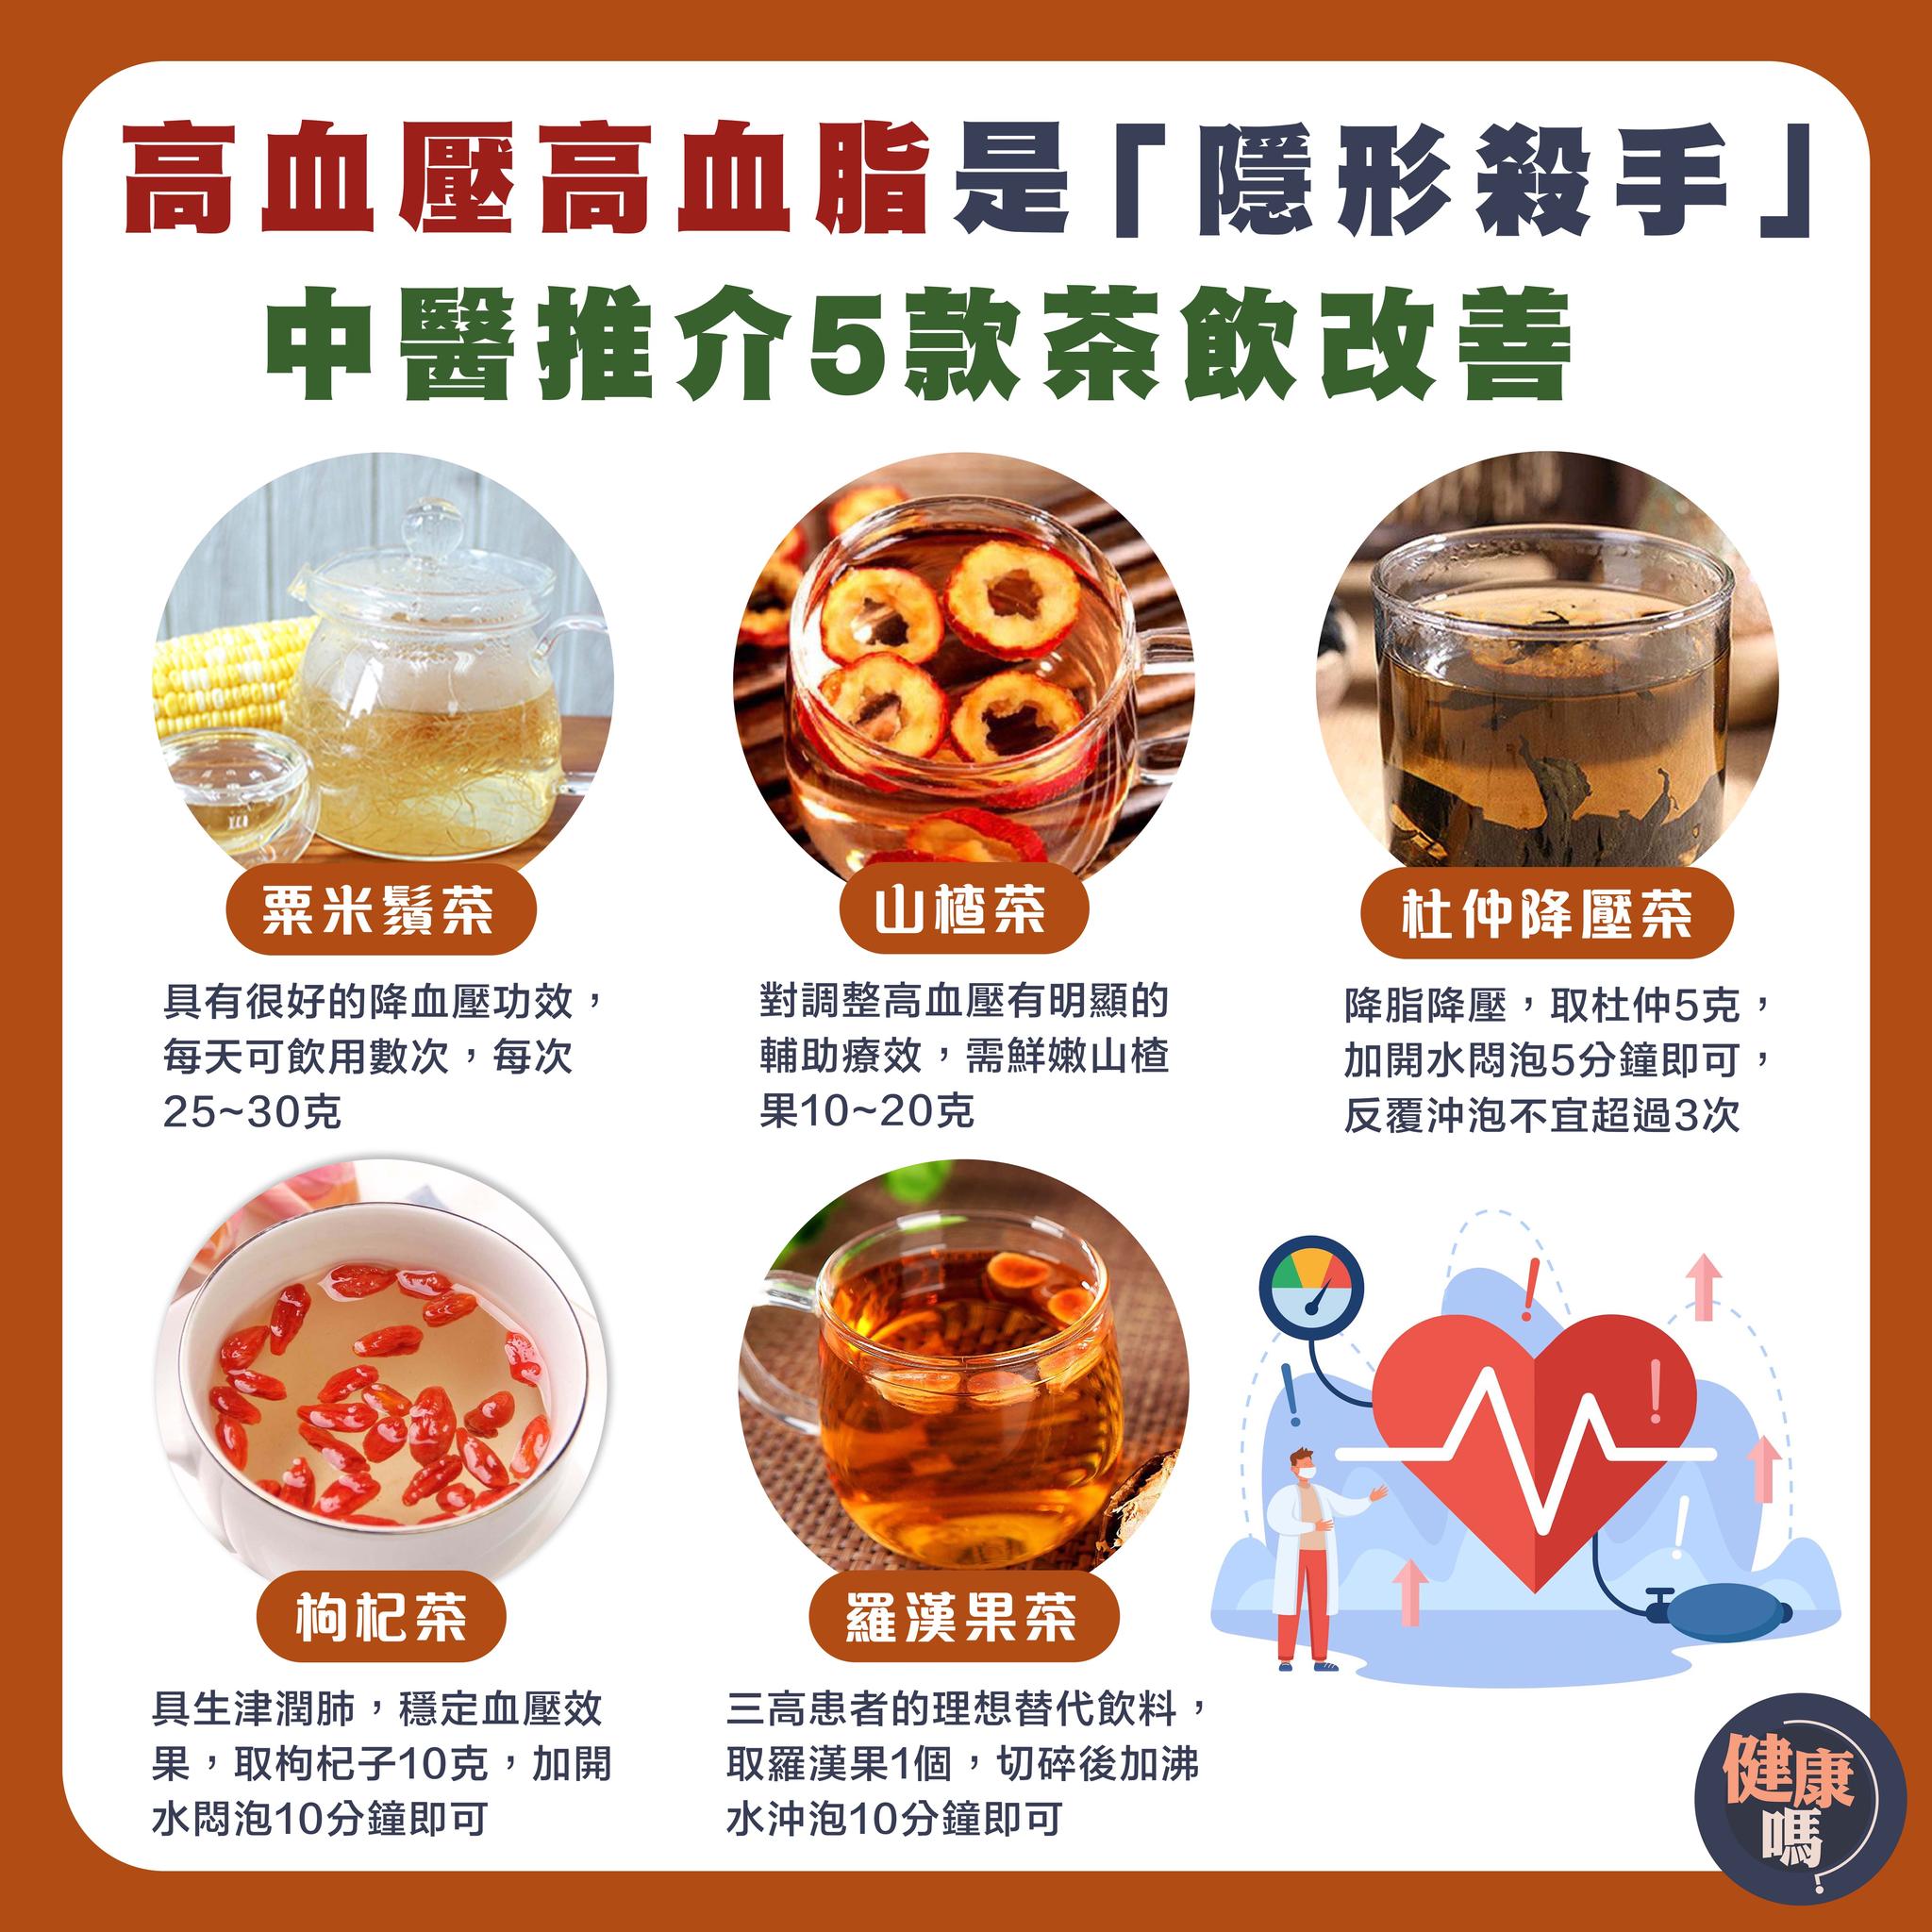 高血壓高血脂是「隱形殺手」
中醫推介5款茶飲改善
粟米鬚茶
具有很好的降血壓功效，
每天可飲用數次，每次
25~30克
山楂茶
對調整高血壓有明顯的
輔助療效，需鮮嫩山楂
果10~20克
杜仲降壓茶
降脂降壓，取杜仲5克，
加開水悶泡5分鐘即可，
反覆沖泡不宜超過3次
枸杞茶
具生津潤肺，穩定血壓效
果，取枸杞子10克，加開
水悶泡10分鐘即可
羅漢果茶
三高患者的理想替代飲料，
取羅漢果1個，切碎後加沸
水沖泡10分鐘即可
健康
嗎?